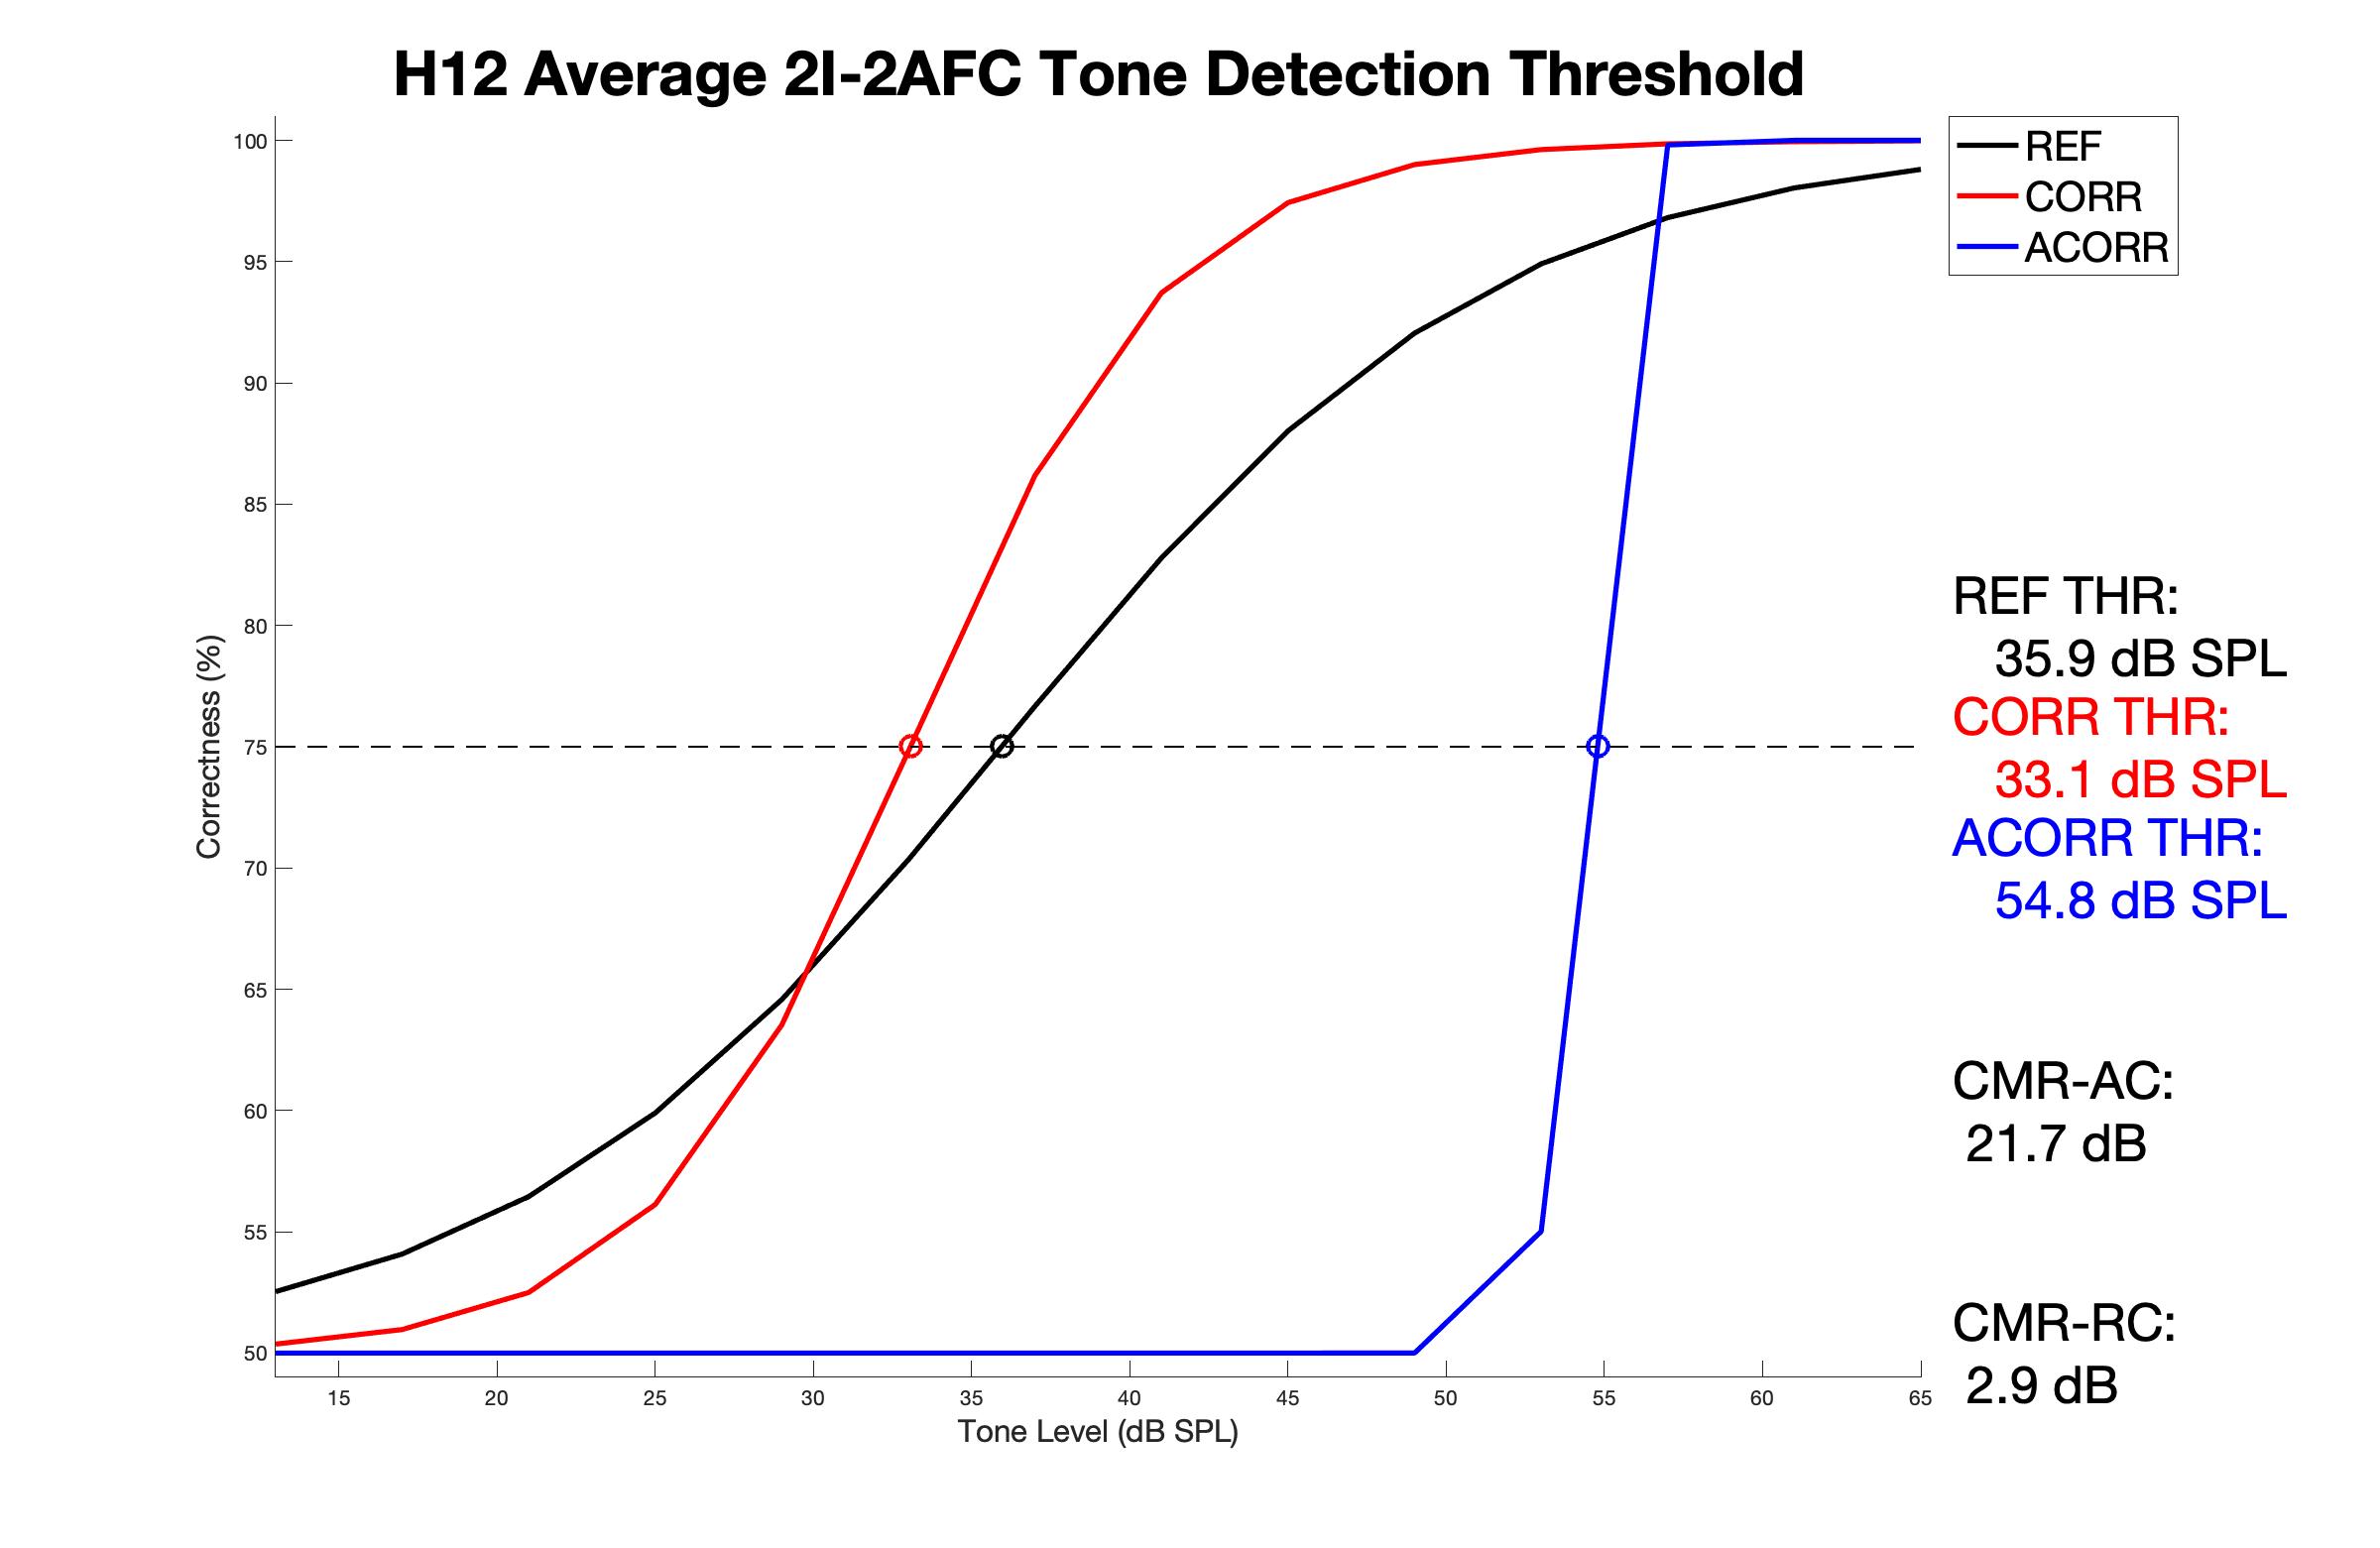 H12 Average 2I-2AFC Tone Detection Threshold
REF
CORR
ACORR
100
95
90
85
80
75
70
65
60
55
50
Correctness (%)
15 20 25 30 35 40 45 50 55 60 65
Tone Level (dB SPL)
REF THR:
35.9 dB SPL
CORR THR:
33.1 dB SPL
ACORR THR:
54.8 dB SPL
CMR-AC:
21.7 dB
CMR-RC:
2.9 dB